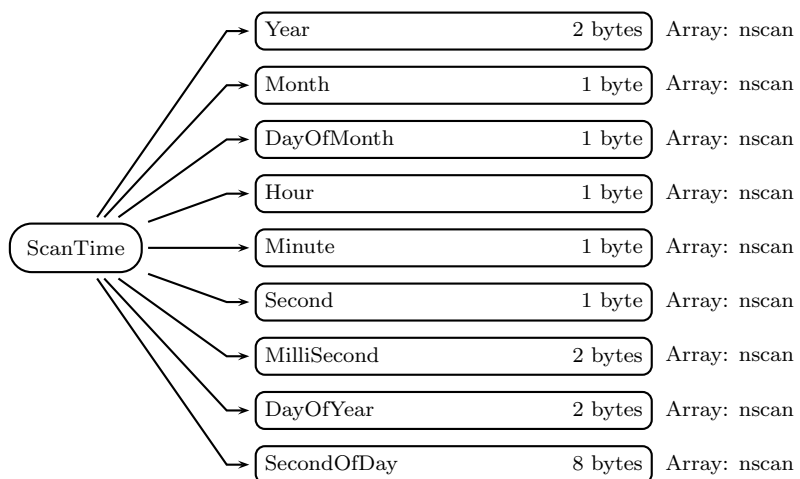 Year 2 bytes Array: nscan
Month 1 byte Array: nscan
DayOfMonth 1 byte Array: nscan
Hour 1 byte Array: nscan
ScanTime
Minute 1 byte Array: nscan
Second 1 byte Array: nscan
MilliSecond 2 bytes Array: nscan
DayOfYear 2 bytes Array: nscan
SecondOfDay 8 bytes Array: nscan